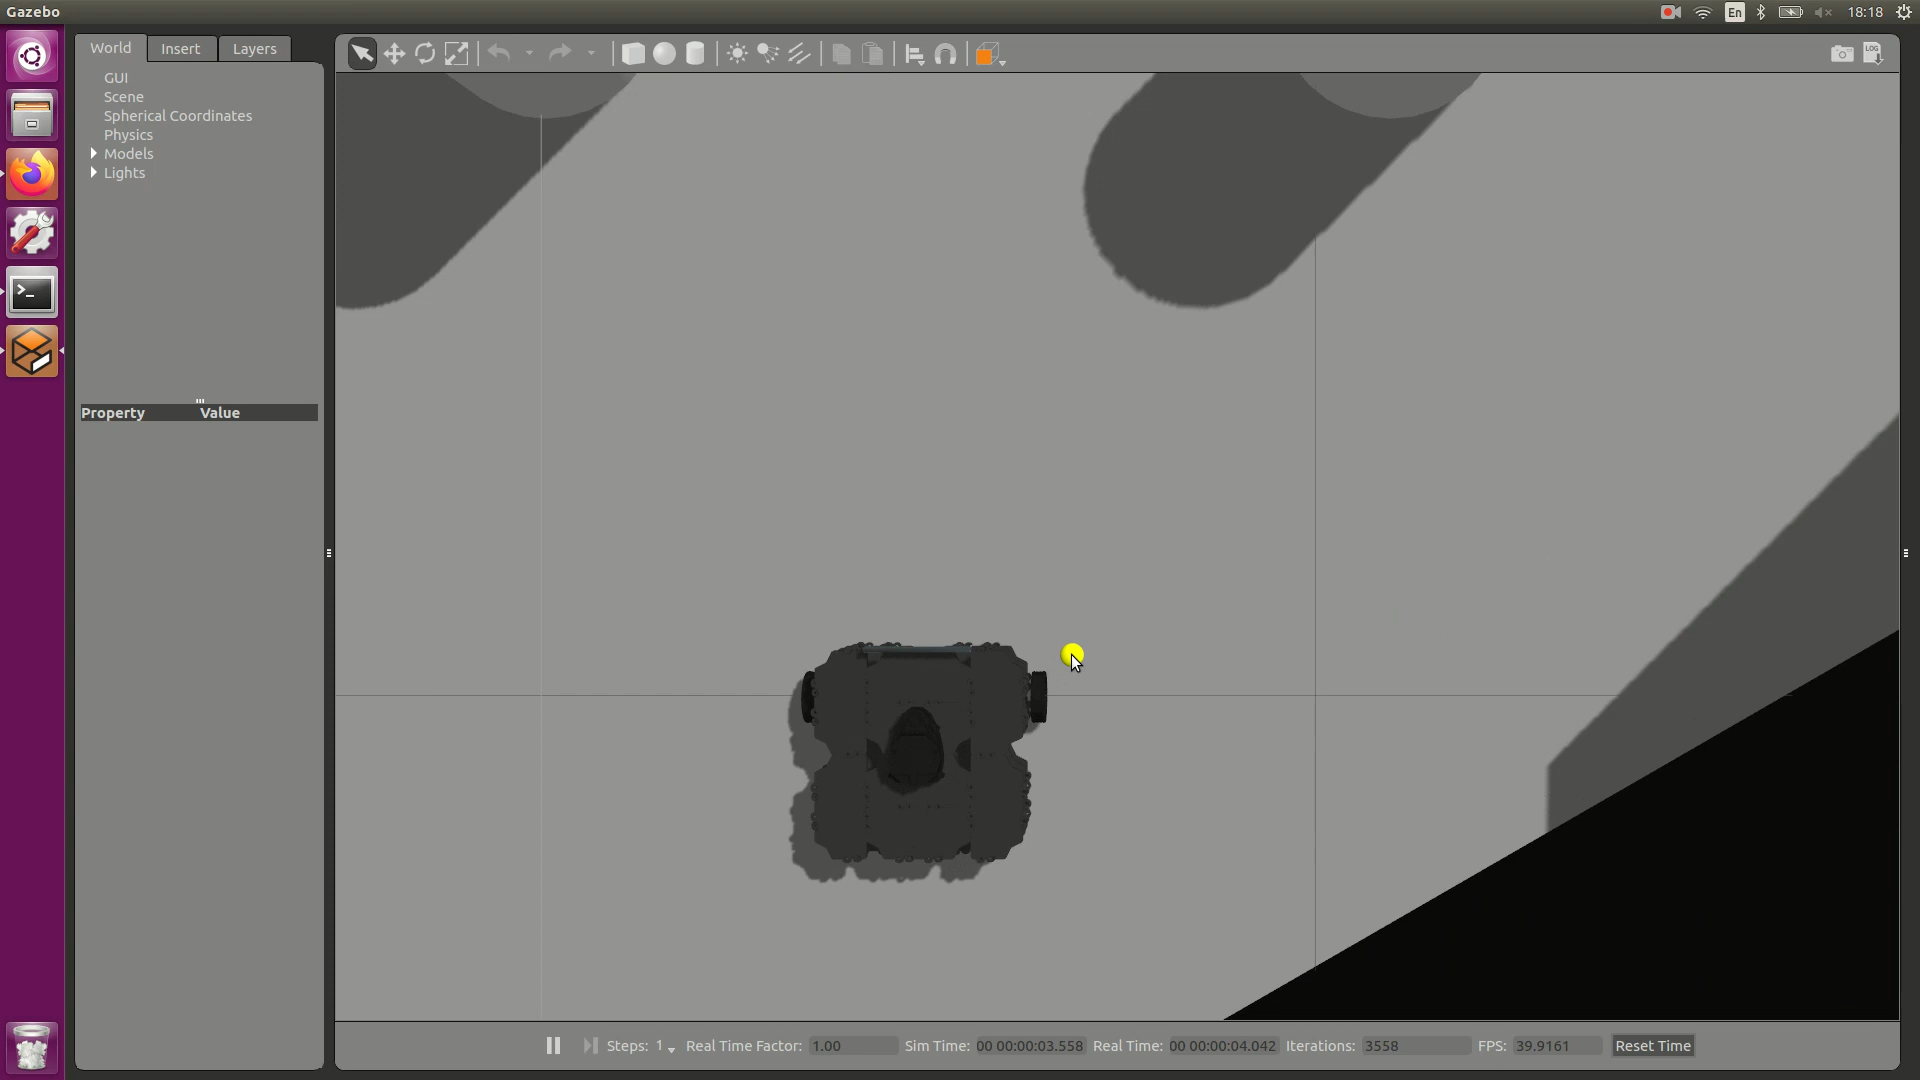 Gazebo
En
18:18
World Insert Layers
LOG
GUI
Scene
Spherical Coordinates
Physics
Models
Lights
Property Value
>_
Steps: 1 Real Time Factor: 1.00 Sim Time: 00 00:00:03.558 Real Time: 00 00:00:04.042 Iterations: 3558 FPS: 39.9161 Reset Time